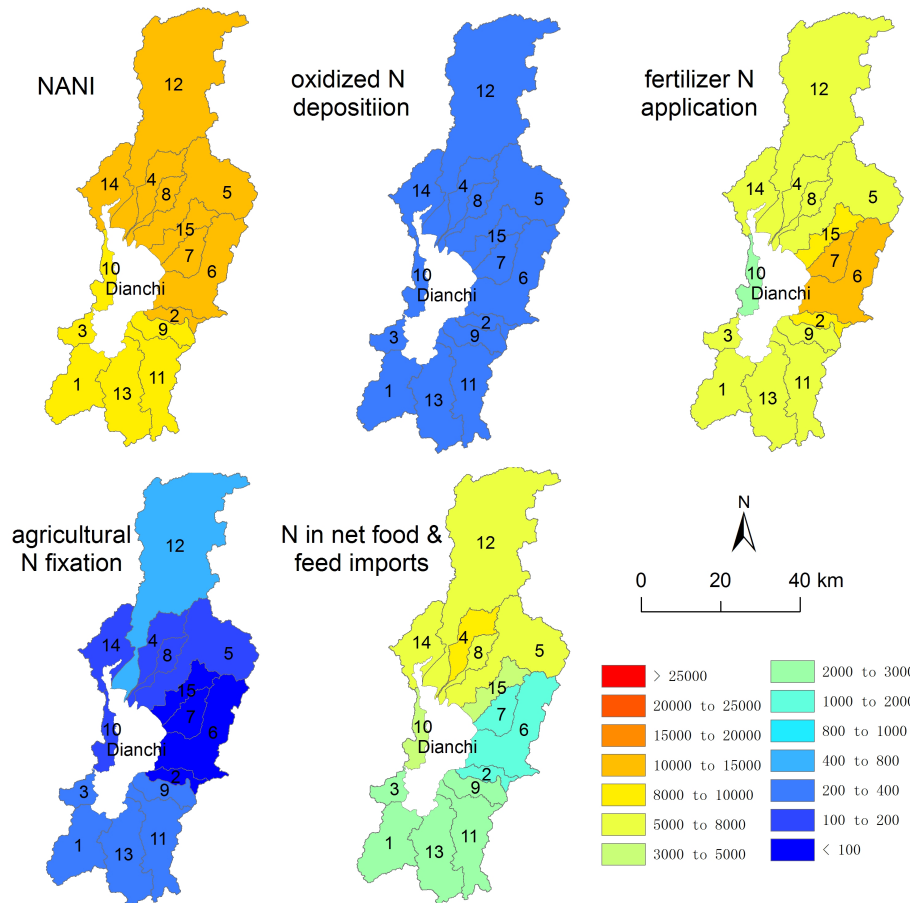 NANI
12
14
4
8
5
15
7
6
10
Dianchi
2
9
3
1
13
11
oxidized N
depositiion
12
14
4
8
5
15
7
6
10
Dianchi
2
9
3
1
13
11
fertilizer N
application
12
14
4
8
5
15
7
6
10
Dianchi
2
9
3
1
13
11
agricultural
N fixation
12
14
4
8
5
15
7
6
10
Dianchi
2
9
3
1
13
11
N in net food &
feed imports
12
14
4
8
5
15
7
6
10
Dianchi
2
9
3
1
13
11
N
0 20 40 km
> 25000
20000 to 25000
15000 to 20000
10000 to 15000
8000 to 10000
5000 to 8000
3000 to 5000
2000 to 3000
1000 to 2000
800 to 1000
400 to 800
200 to 400
100 to 200
< 100